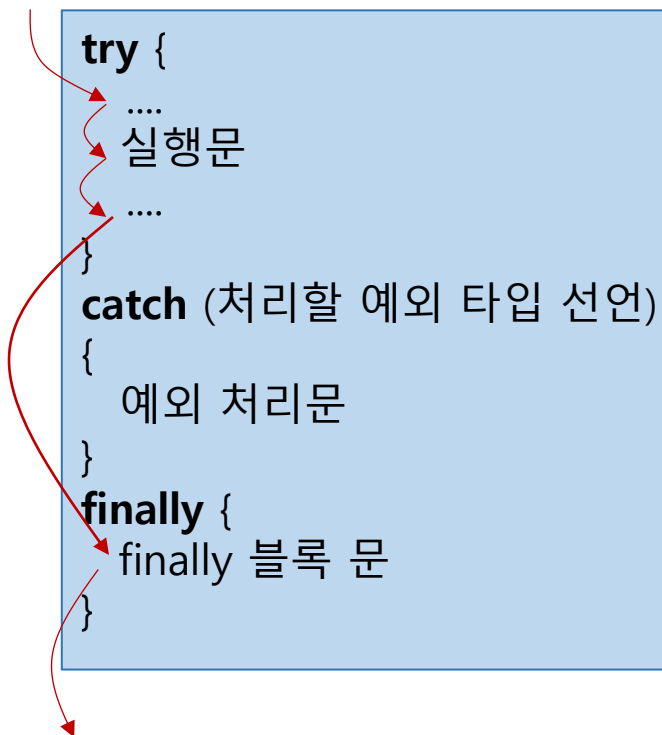 try {
....
실행문
....
}
catch (처리할 예외 타입 선언)
{
예외 처리문
}
finally {
finally 블록 문
}